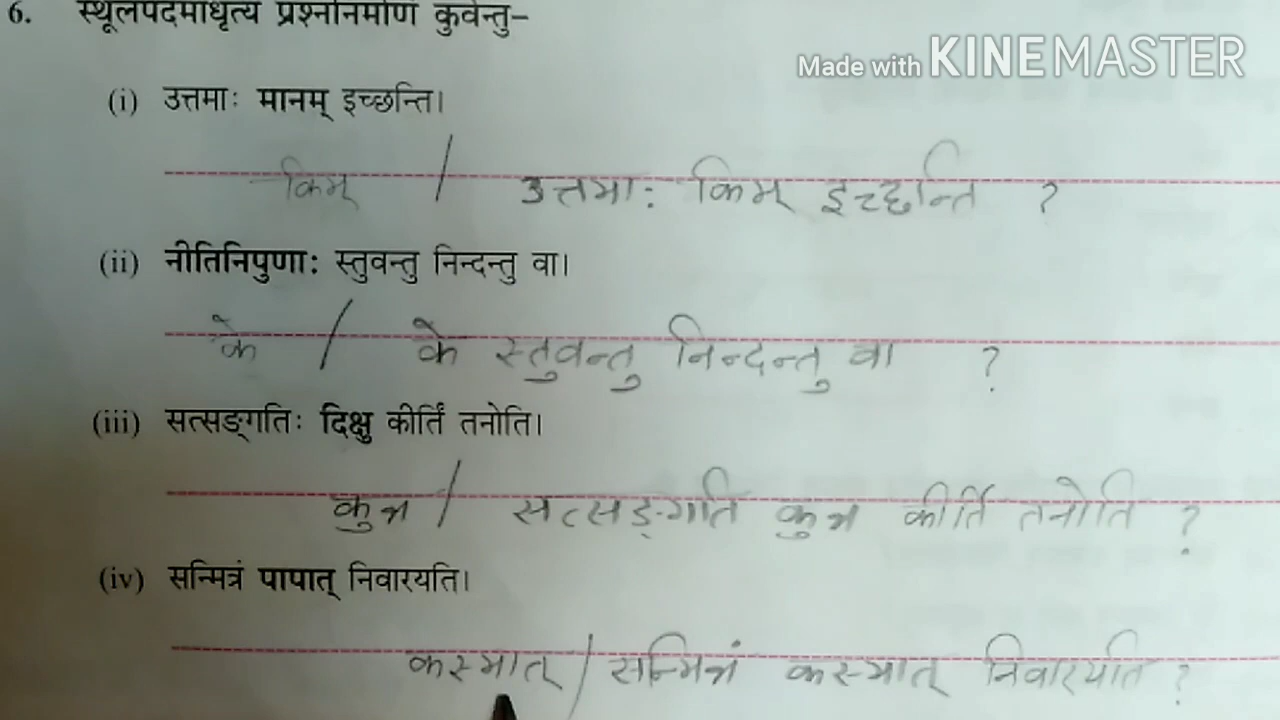 6. स्थूलपदमाधृत्य प्रश्ननिर्माणं कुर्वन्तु–
Made with KINEMASTER
(i) उत्तमाः मानम् इच्छन्ति।
किम् / उत्तमाः किम् इच्छन्ति ?
(ii) नीतिनिपुणाः स्तुवन्तु निन्दन्तु वा।
के / के स्तुवन्तु निन्दन्तु वा ?
(iii) सत्सङ्गतिः दिक्षु कीर्तिं तनोति।
कुत्र / सत्सङ्गति कुत्र कीर्ति तनोति ?
(iv) सन्मित्रं पापात् निवारयति।
कस्मात् / सन्मित्रं कस्मात् निवारयति ?